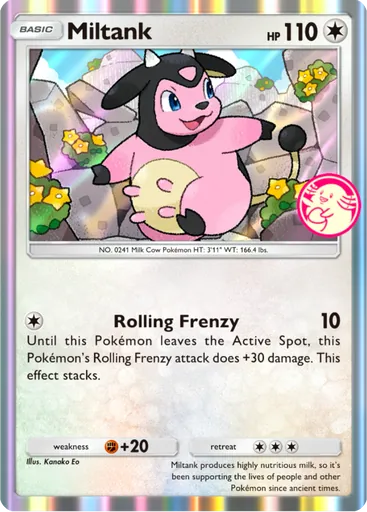 BASIC Miltank HP 110
NO. 0241 Milk Cow Pokémon HT: 3'11" WT: 166.4 lbs.
Rolling Frenzy 10
Until this Pokémon leaves the Active Spot, this
Pokémon's Rolling Frenzy attack does +30 damage. This
effect stacks.
weakness +20 retreat
Illus. Kanako Eo
Miltank produces highly nutritious milk, so it's
been supporting the lives of people and other
Pokémon since ancient times.